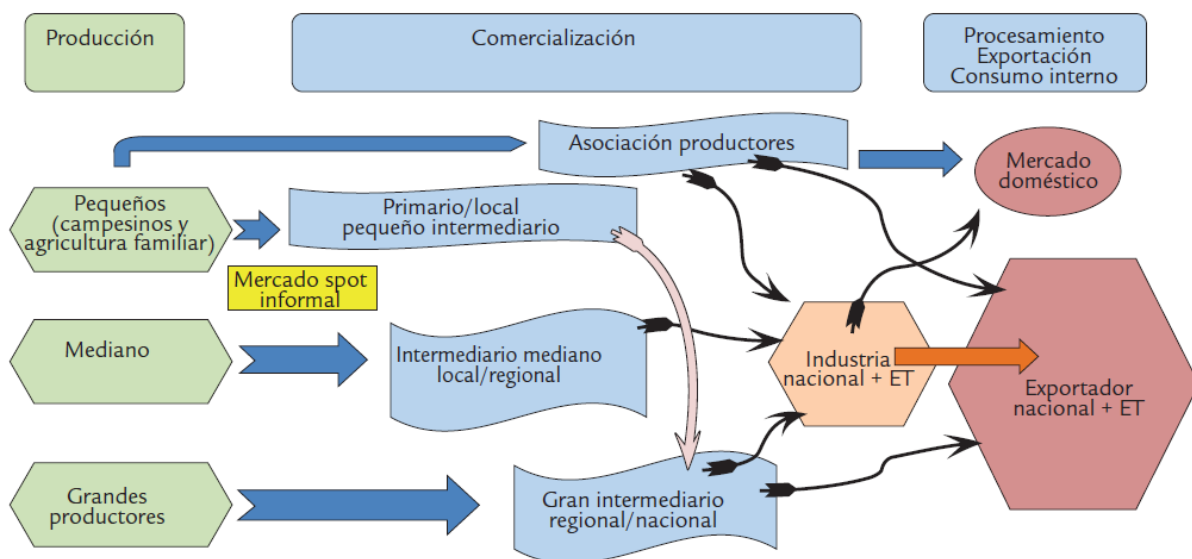 Producción
Comercialización
Procesamiento
Exportación
Consumo interno
Asociación productores
Mercado
doméstico
Pequeños
(campesinos y
agricultura familiar)
Primario/local
pequeño intermediario
Mercado spot
informal
Mediano
Intermediario mediano
local/regional
Industria
nacional + ET
Exportador
nacional + ET
Grandes
productores
Gran intermediario
regional/nacional